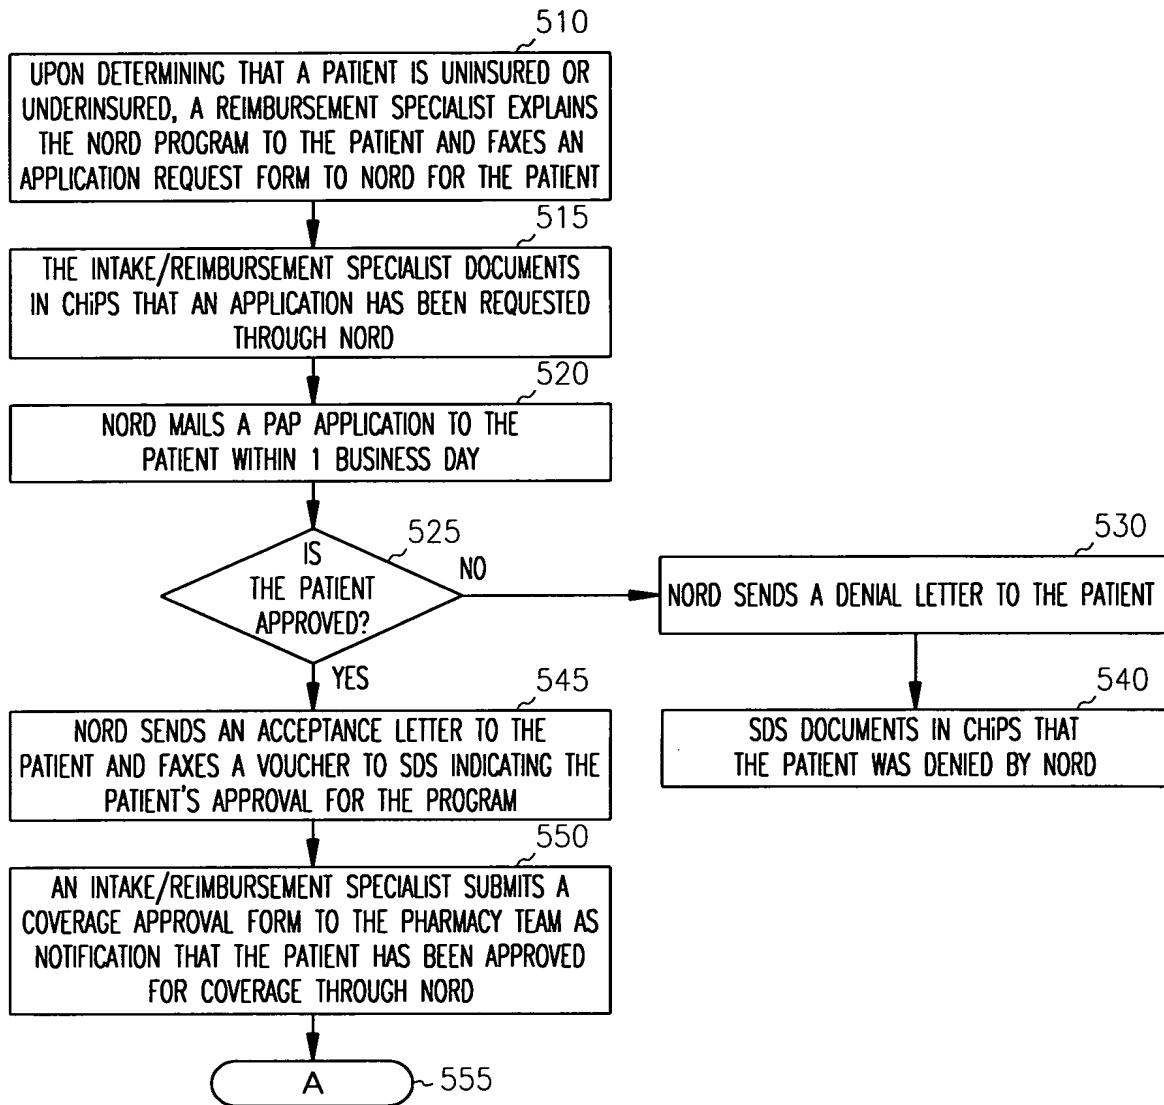 510
UPON DETERMINING THAT A PATIENT IS UNINSURED OR
UNDERINSURED, A REIMBURSEMENT SPECIALIST EXPLAINS
THE NORD PROGRAM TO THE PATIENT AND FAXES AN
APPLICATION REQUEST FORM TO NORD FOR THE PATIENT
515
THE INTAKE/REIMBURSEMENT SPECIALIST DOCUMENTS
IN CHiPS THAT AN APPLICATION HAS BEEN REQUESTED
THROUGH NORD
520
NORD MAILS A PAP APPLICATION TO THE
PATIENT WITHIN 1 BUSINESS DAY
525
IS
THE PATIENT
APPROVED?
NO
530
NORD SENDS A DENIAL LETTER TO THE PATIENT
540
SDS DOCUMENTS IN CHiPS THAT
THE PATIENT WAS DENIED BY NORD
YES
545
NORD SENDS AN ACCEPTANCE LETTER TO THE
PATIENT AND FAXES A VOUCHER TO SDS INDICATING THE
PATIENT'S APPROVAL FOR THE PROGRAM
550
AN INTAKE/REIMBURSEMENT SPECIALIST SUBMITS A
COVERAGE APPROVAL FORM TO THE PHARMACY TEAM AS
NOTIFICATION THAT THE PATIENT HAS BEEN APPROVED
FOR COVERAGE THROUGH NORD
A
555